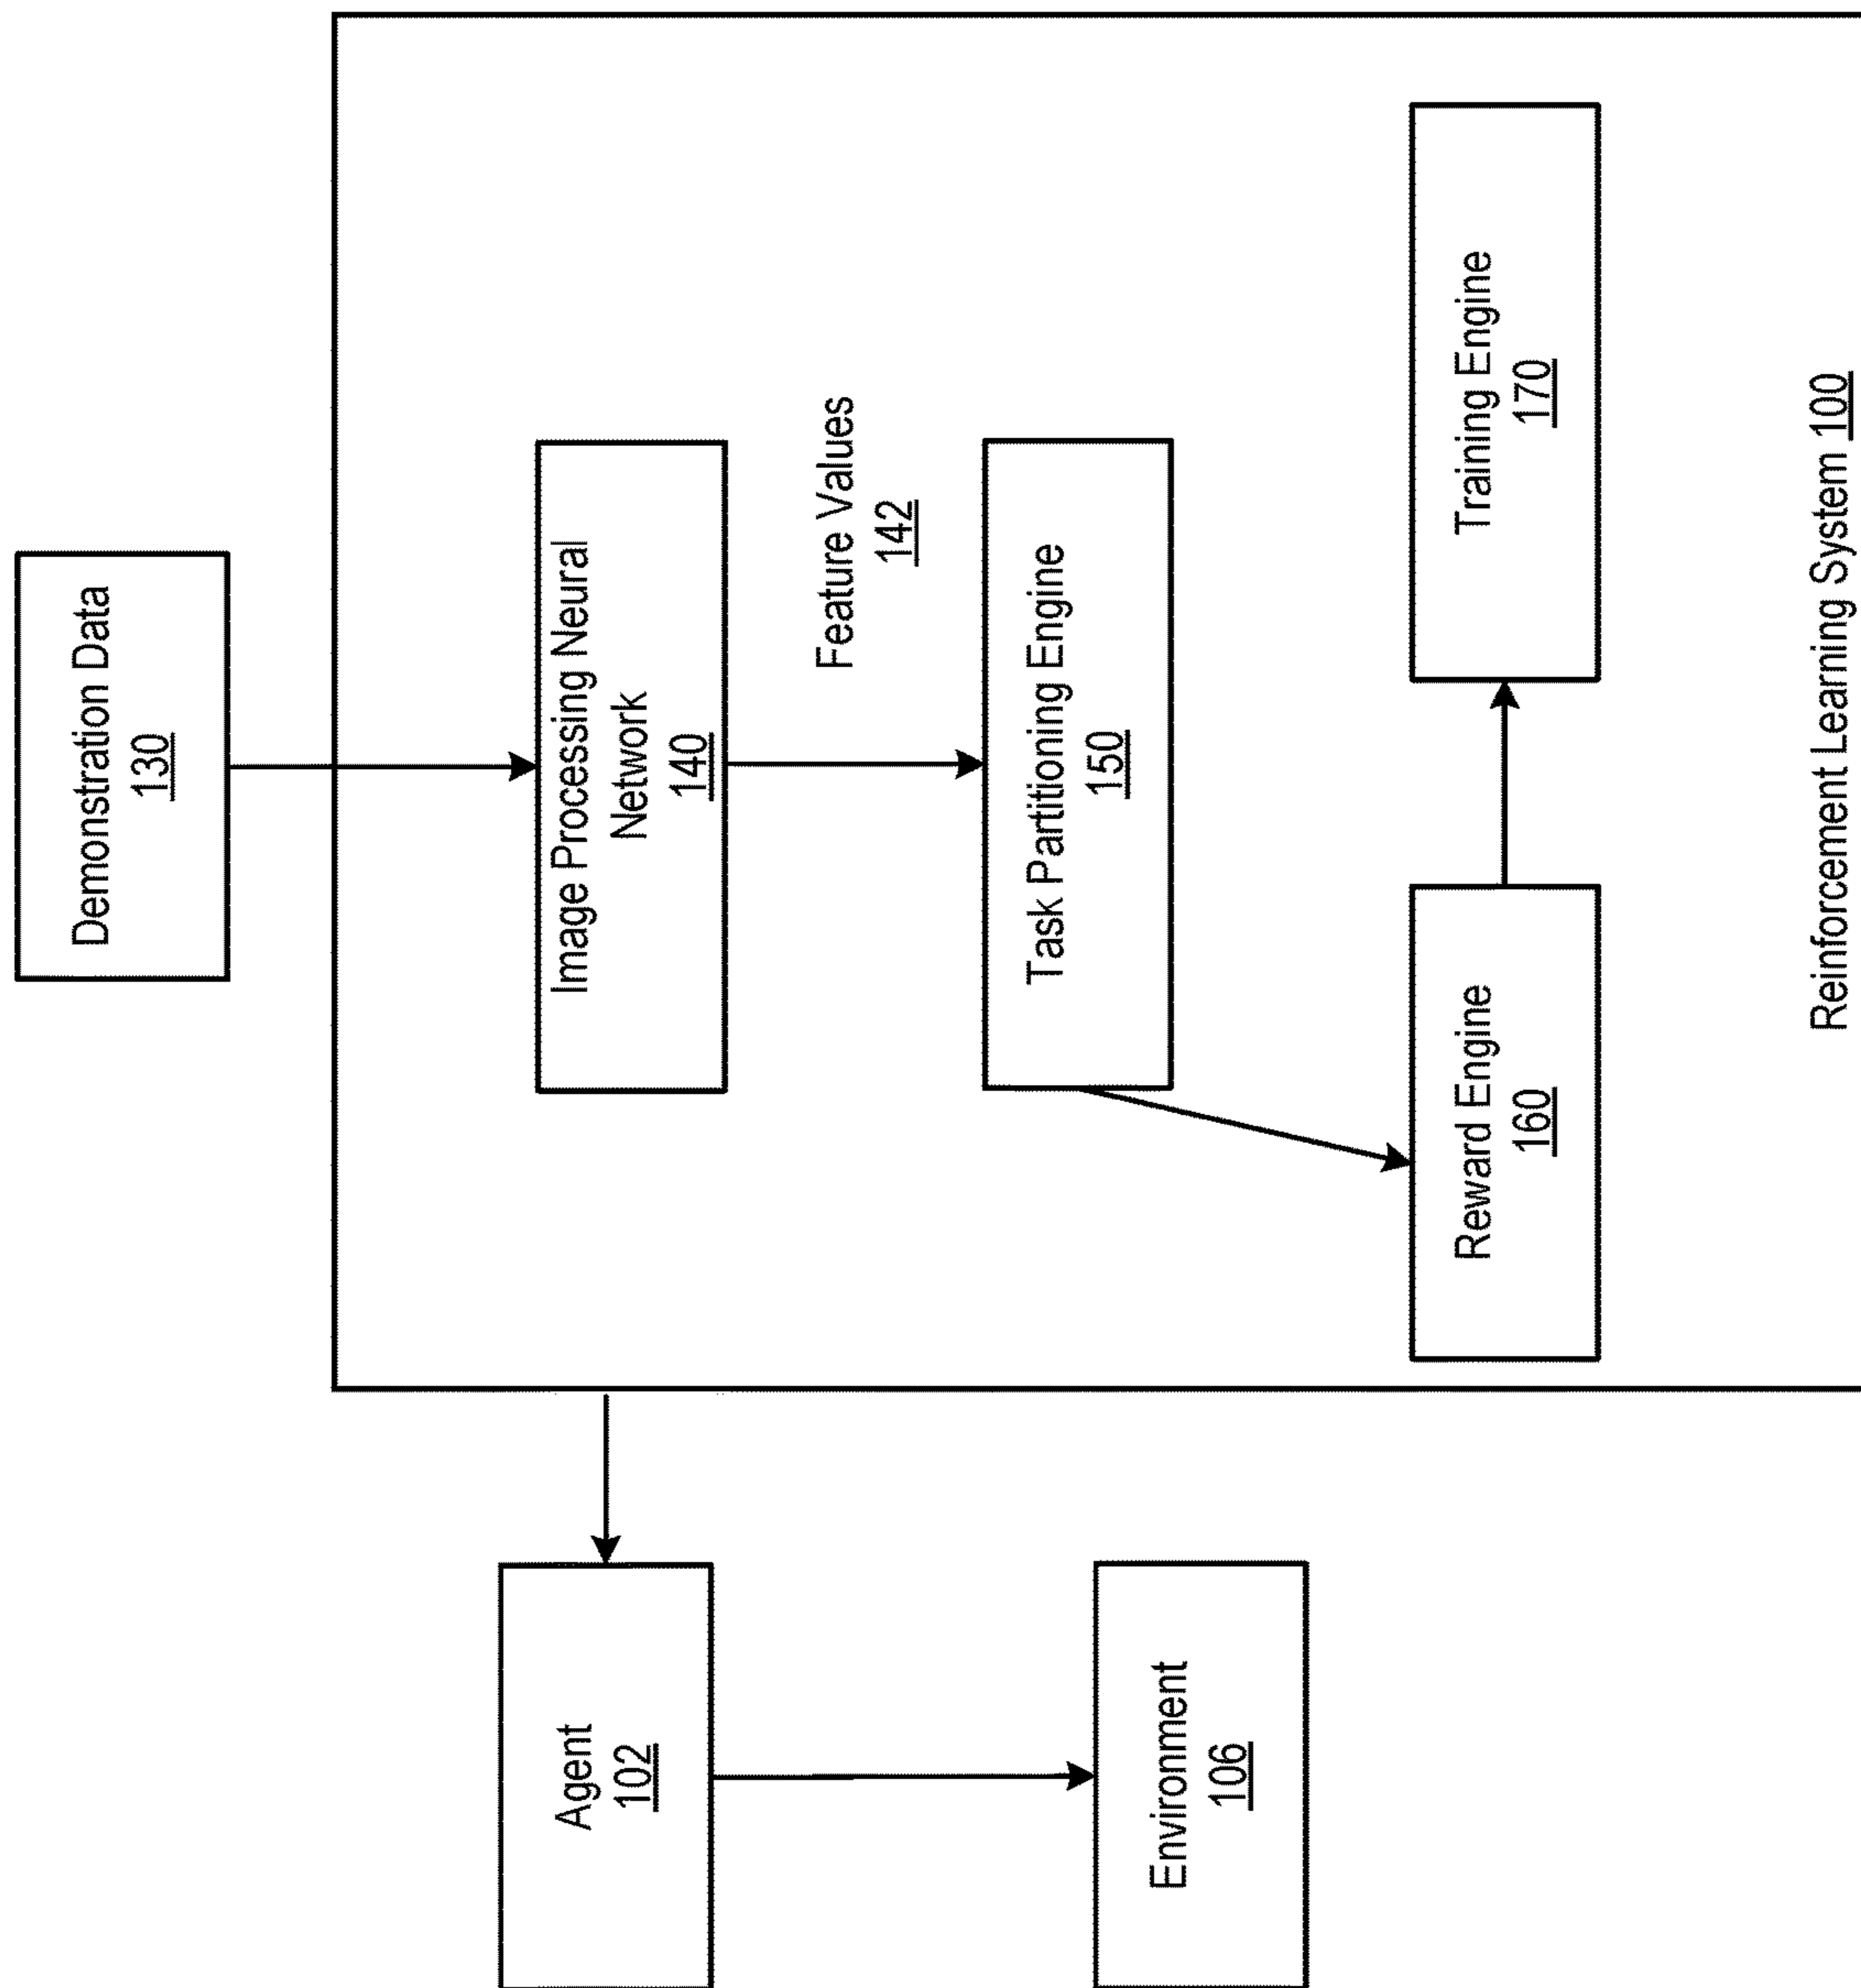 Demonstration Data
130
Image Processing Neural
Network
140
Feature Values
142
Task Partitioning Engine
150
Reward Engine
160
Training Engine
170
Reinforcement Learning System 100
Agent
102
Environment
106